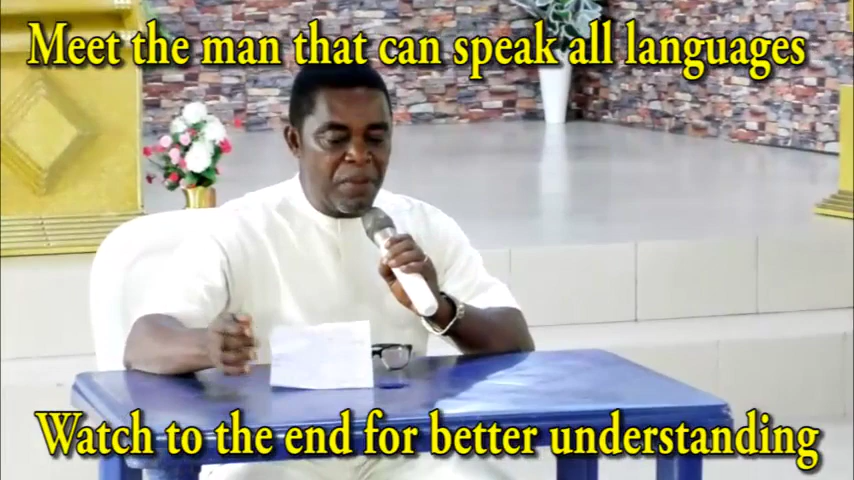 Meet the man that can speak all languages
Watch to the end for better understanding